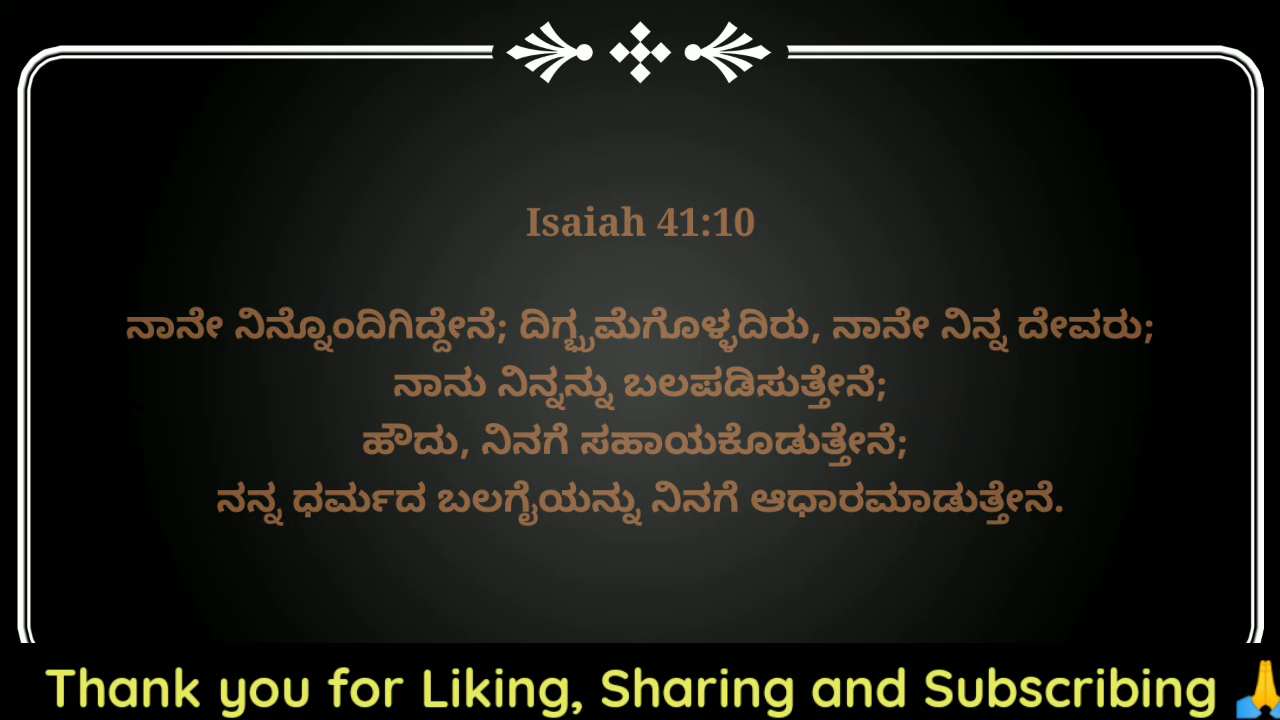 Isaiah 41:10
ನಾನೇ ನಿನ್ನೊಂದಿಗಿದ್ದೇನೆ; ದಿಗ್ಭ್ರಮೆಗೊಳ್ಳದಿರು, ನಾನೇ ನಿನ್ನ ದೇವರು;
ನಾನು ನಿನ್ನನ್ನು ಬಲಪಡಿಸುತ್ತೇನೆ;
ಹೌದು, ನಿನಗೆ ಸಹಾಯಕೊಡುತ್ತೇನೆ;
ನನ್ನ ಧರ್ಮದ ಬಲಗೈಯನ್ನು ನಿನಗೆ ಆಧಾರಮಾಡುತ್ತೇನೆ.
Thank you for Liking, Sharing and Subscribing 🙏